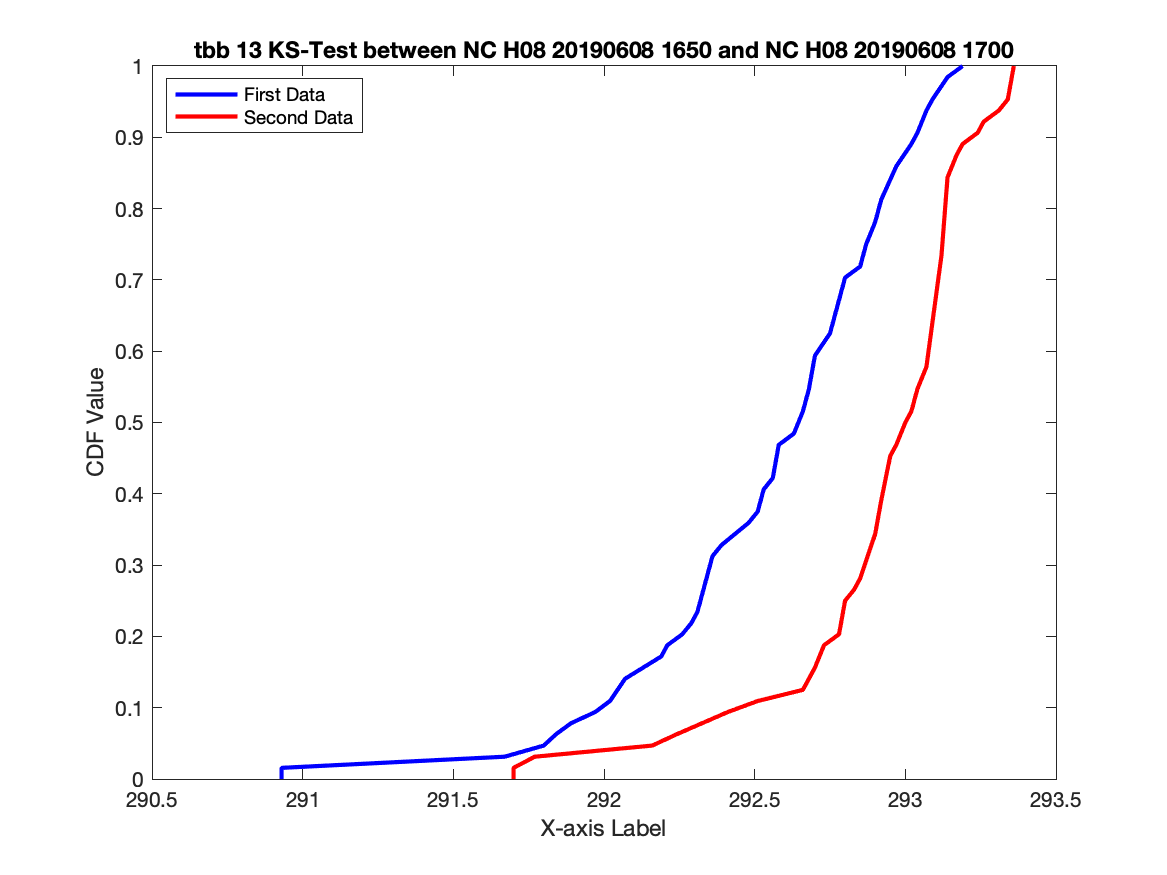 tbb 13 KS-Test between NC H08 20190608 1650 and NC H08 20190608 1700
First Data
Second Data
1
0.9
0.8
0.7
0.6
0.5
0.4
0.3
0.2
0.1
0
CDF Value
290.5 291 291.5 292 292.5 293 293.5
X-axis Label